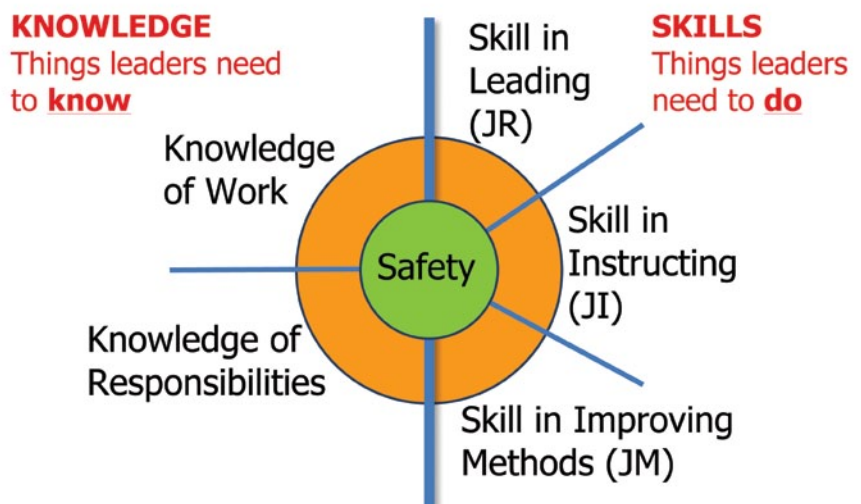 KNOWLEDGE
Things leaders need
to know
SKILLS
Things leaders
need to do
Skill in
Leading
(JR)
Knowledge
of Work
Safety
Skill in
Instructing
(JI)
Knowledge of
Responsibilities
Skill in Improving
Methods (JM)